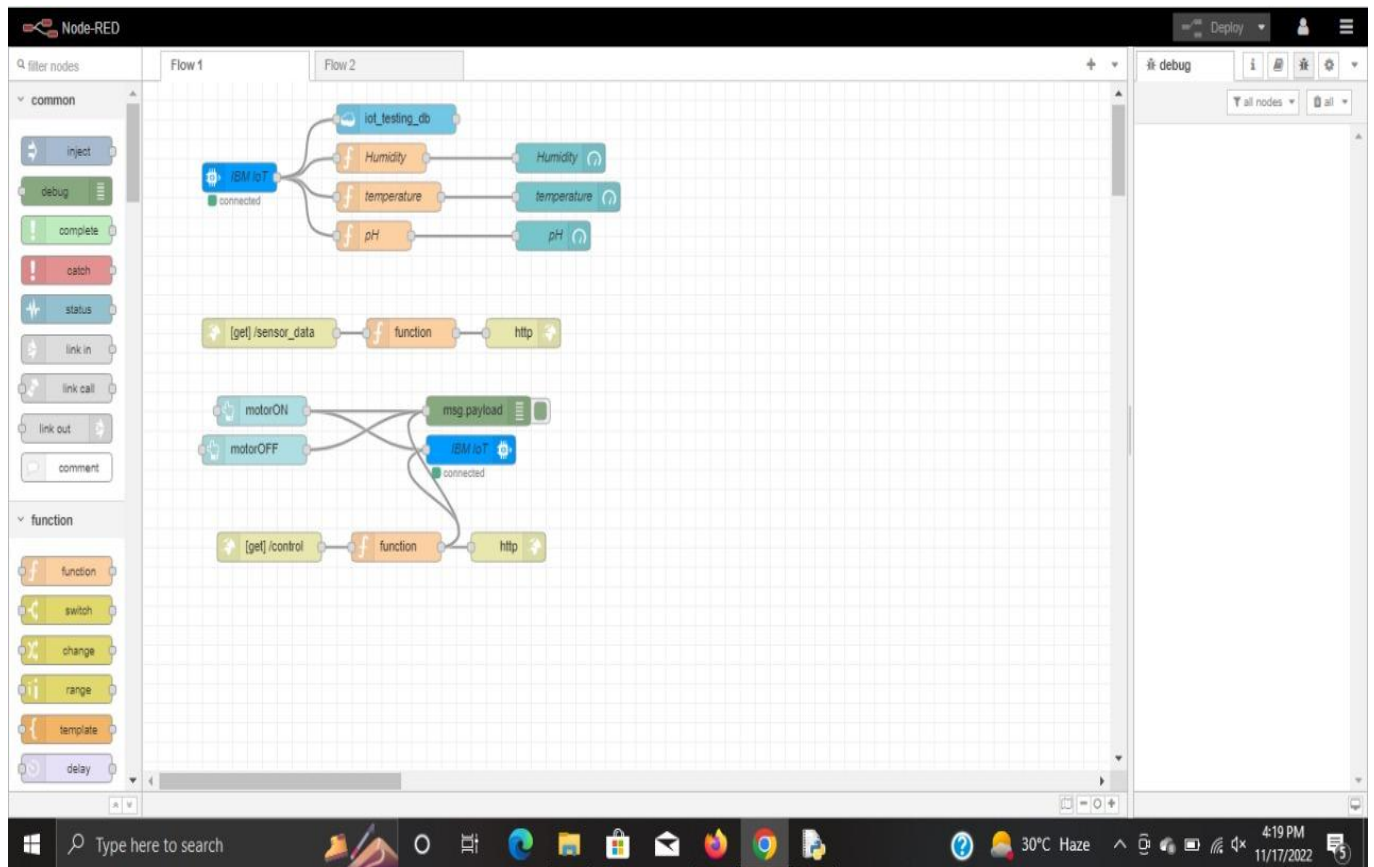 Node-RED
Deploy
filter nodes
Flow 1
Flow 2
debug
i
all nodes
all
common
inject
debug
complete
catch
status
link in
link call
link out
comment
function
function
switch
change
range
template
delay
iot_testing_db
IBM IoT
connected
Humidity
Humidity
temperature
temperature
pH
pH
[get] /sensor_data
function
http
motorON
msg.payload
motorOFF
IBM IoT
connected
[get] /control
function
http
Type here to search
30°C Haze
4:19 PM
11/17/2022
5